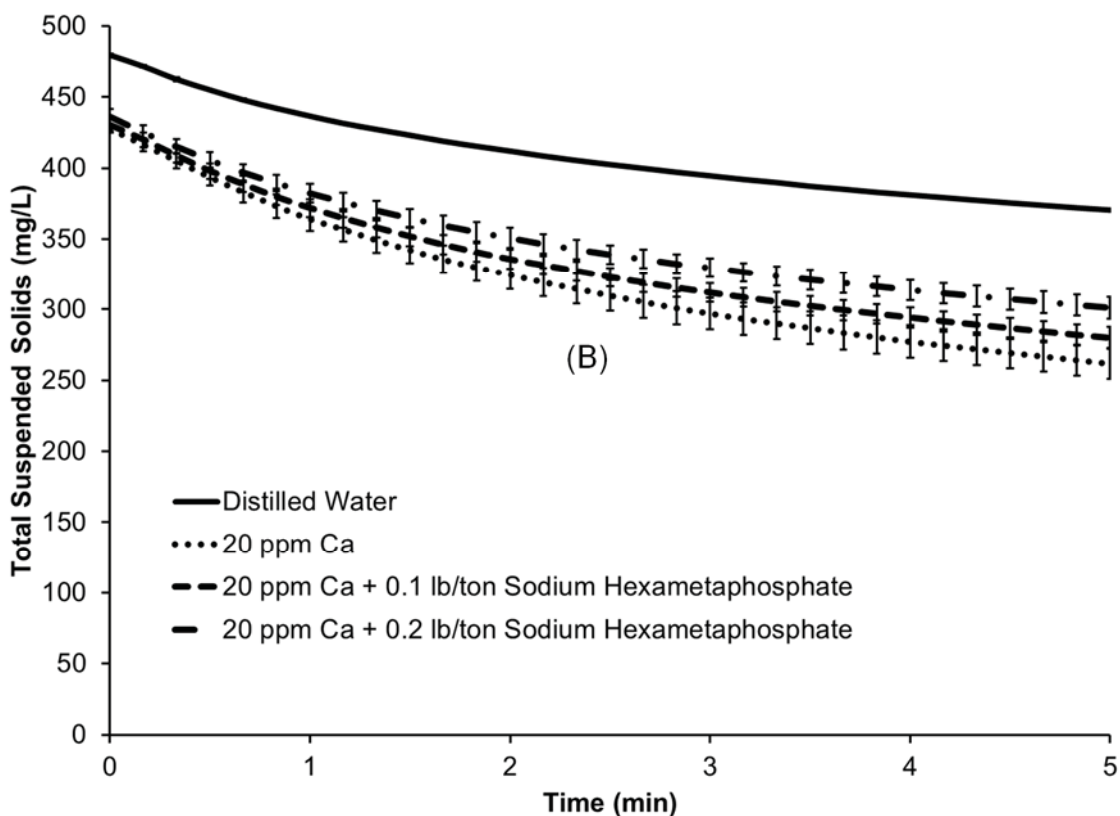 500
450
400
350
300
250
200
150
100
50
0
Total Suspended Solids (mg/L)
(B)
Distilled Water
20 ppm Ca
20 ppm Ca + 0.1 lb/ton Sodium Hexametaphosphate
20 ppm Ca + 0.2 lb/ton Sodium Hexametaphosphate
0 1 2 3 4 5
Time (min)